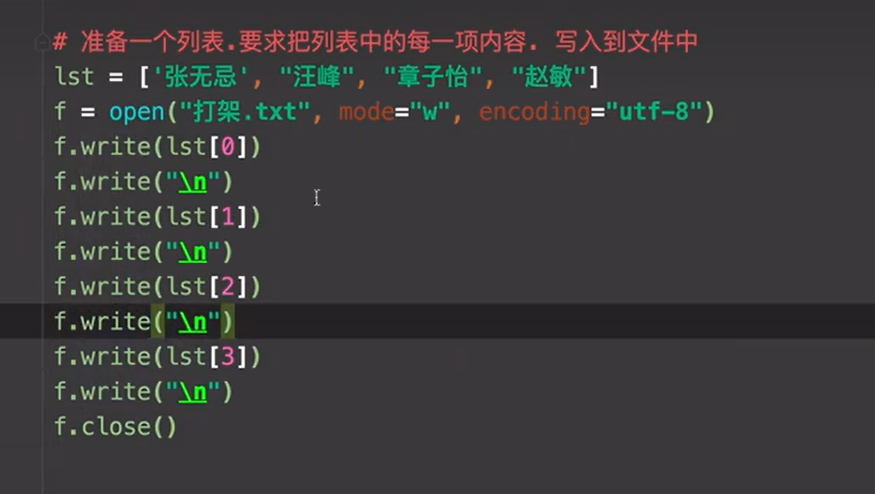 # 准备一个列表.要求把列表中的每一项内容. 写入到文件中
lst = ['张无忌', "汪峰", "章子怡", "赵敏"]
f = open("打架.txt", mode="w", encoding="utf-8")
f.write(lst[0])
f.write("\n")
f.write(lst[1])
f.write("\n")
f.write(lst[2])
f.write("\n")
f.write(lst[3])
f.write("\n")
f.close()